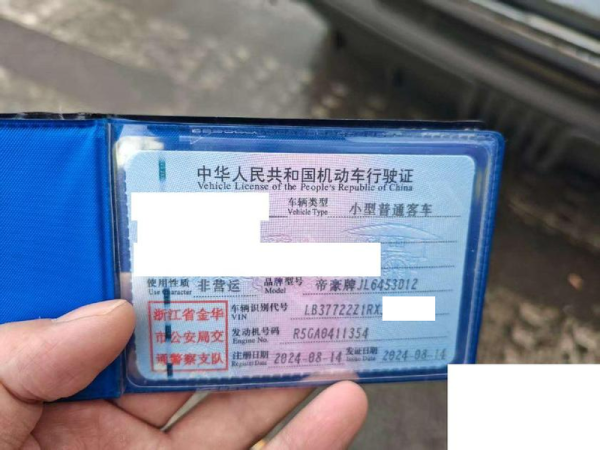 中华人民共和国机动车行驶证
Vehicle License of the People's Republic of China
车辆类型 小型普通客车
Vehicle Type
使用性质 非营运 品牌型号 帝豪牌JL6453D12
Use Character Model
浙江省金华
市公安局交
通警察支队
车辆识别代号 LB37722Z1RX
VIN
发动机号码 R5GA0411354
Engine No.
注册日期 2024-08-14 发证日期 2024-08-14
Register Date Issue Date